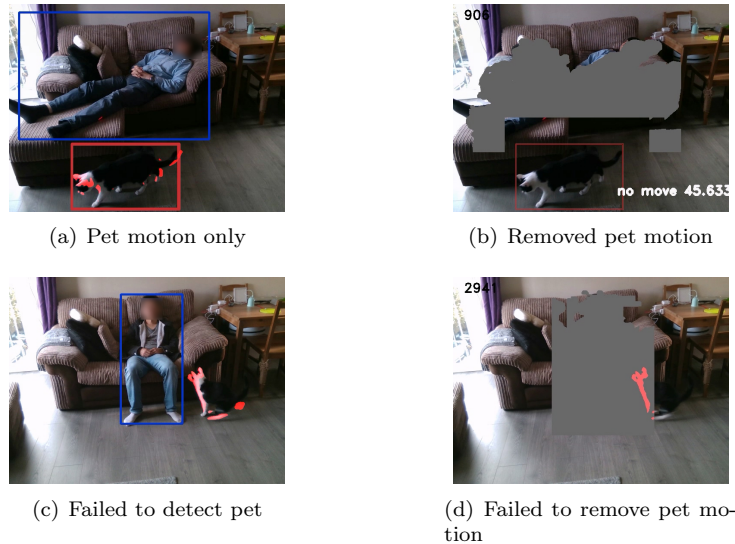 906
no move 45.633
(a) Pet motion only
(b) Removed pet motion
2941
(c) Failed to detect pet
(d) Failed to remove pet mo-
tion